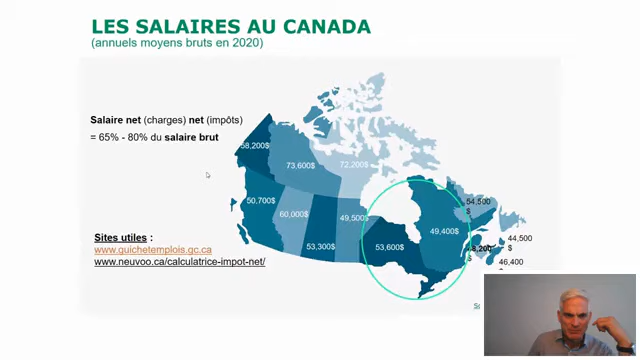 LES SALAIRES AU CANADA
(annuels moyens bruts en 2020)
Salaire net (charges) net (impôts)
= 65% - 80% du salaire brut
58,200$
73,600$
72,200$
50,700$
60,000$
53,300$
49,500$
53,600$
49,400$
54,500
$
44,500
$
46,400
$
Sites utiles :
www.guichetemplois.gc.ca
www.neuvoo.ca/calculatrice-impot-net/